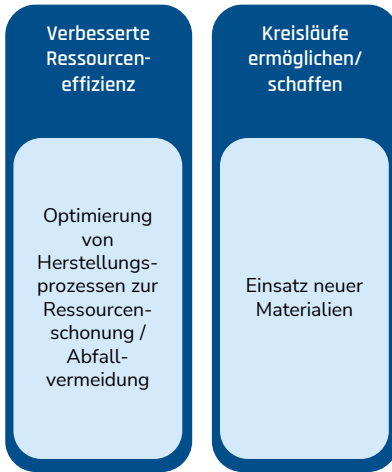 Verbesserte
Ressourcen-
effizienz
Optimierung
von
Herstellungs-
prozessen zur
Ressourcen-
schonung /
Abfall-
vermeidung
Kreisläufe
ermöglichen/
schaffen
Einsatz neuer
Materialien